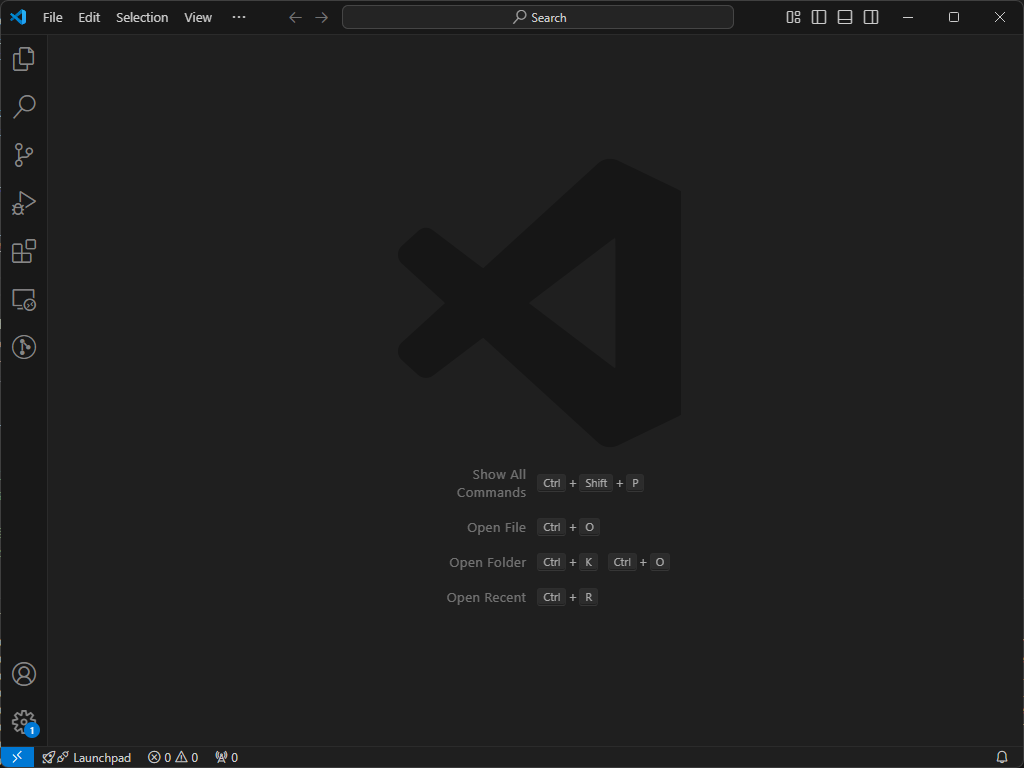 File Edit Selection View ···
Search
Show All
Commands
Ctrl + Shift + P
Open File Ctrl + O
Open Folder Ctrl + K Ctrl + O
Open Recent Ctrl + R
1
Launchpad 0 0 0